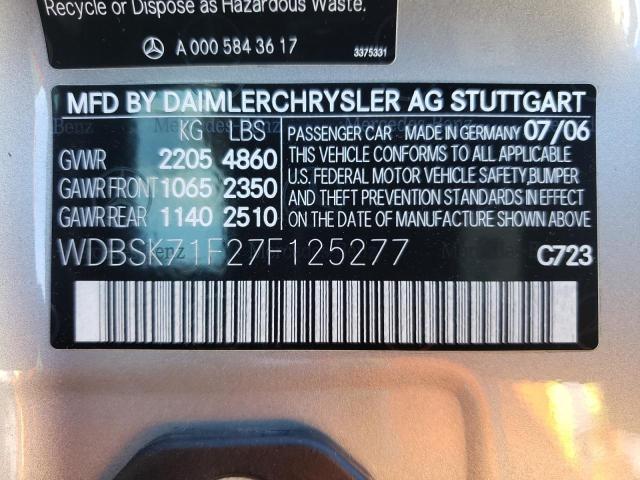 Recycle or Dispose as Hazardous Waste.
A 000 584 36 17
3375331
MFD BY DAIMLERCHRYSLER AG STUTTGART
KG LBS
GVWR 2205 4860
GAWR FRONT 1065 2350
GAWR REAR 1140 2510
PASSENGER CAR MADE IN GERMANY 07/06
THIS VEHICLE CONFORMS TO ALL APPLICABLE
U.S. FEDERAL MOTOR VEHICLE SAFETY, BUMPER
AND THEFT PREVENTION STANDARDS IN EFFECT
ON THE DATE OF MANUFACTURE SHOWN ABOVE.
WDBSK71F27F125277
C723